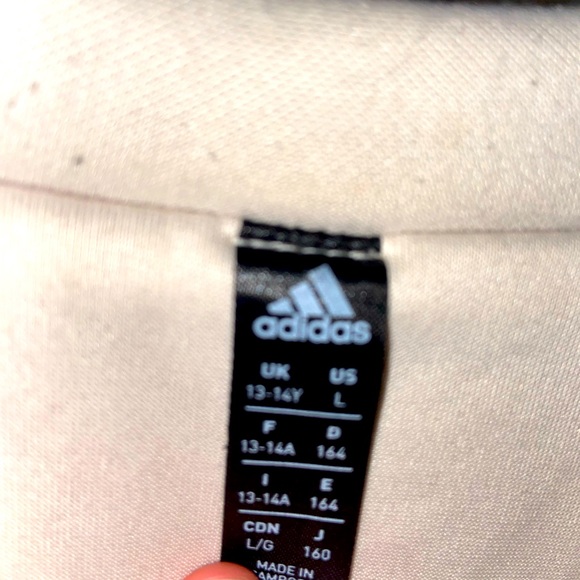 adidas
UK US
13-14Y L
F D
13-14A 164
I E
13-14A 164
CDN J
L/G 160
MADE IN